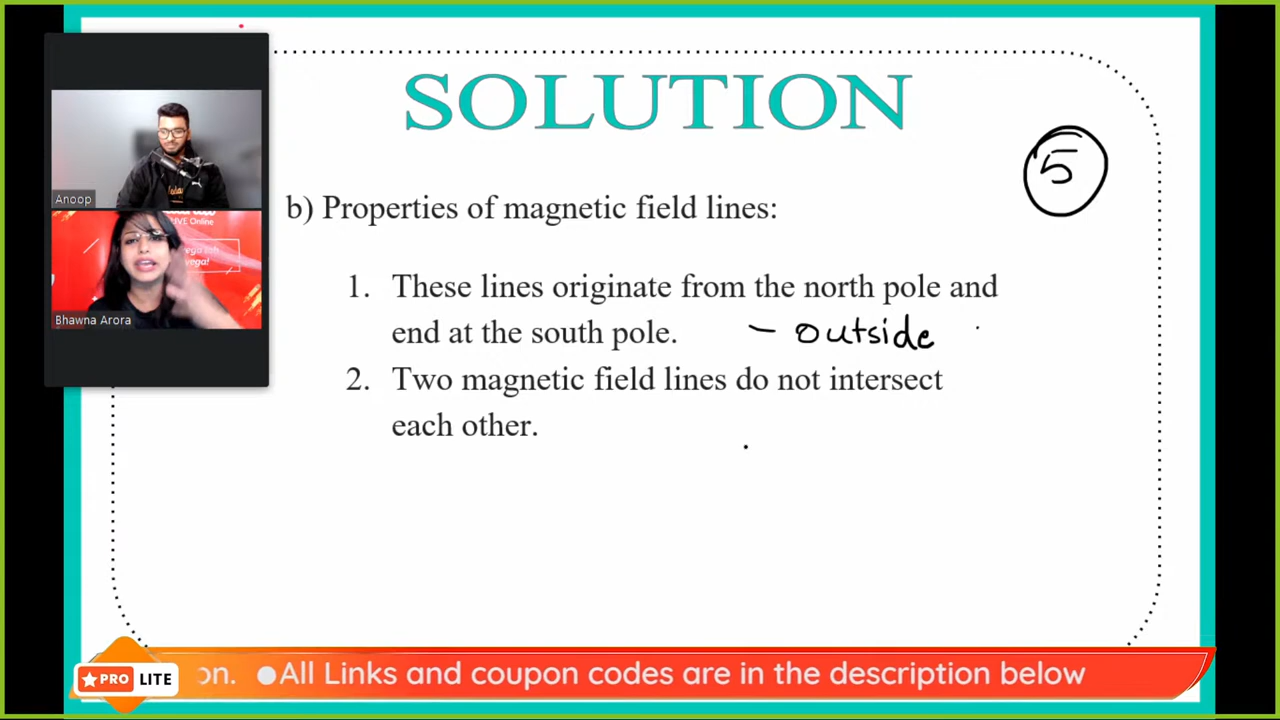 SOLUTION
5
Anoop
LIVE Online
Bhawna Arora
b) Properties of magnetic field lines:
1. These lines originate from the north pole and
end at the south pole. – outside
2. Two magnetic field lines do not intersect
each other.
PRO LITE
on. ●All Links and coupon codes are in the description below